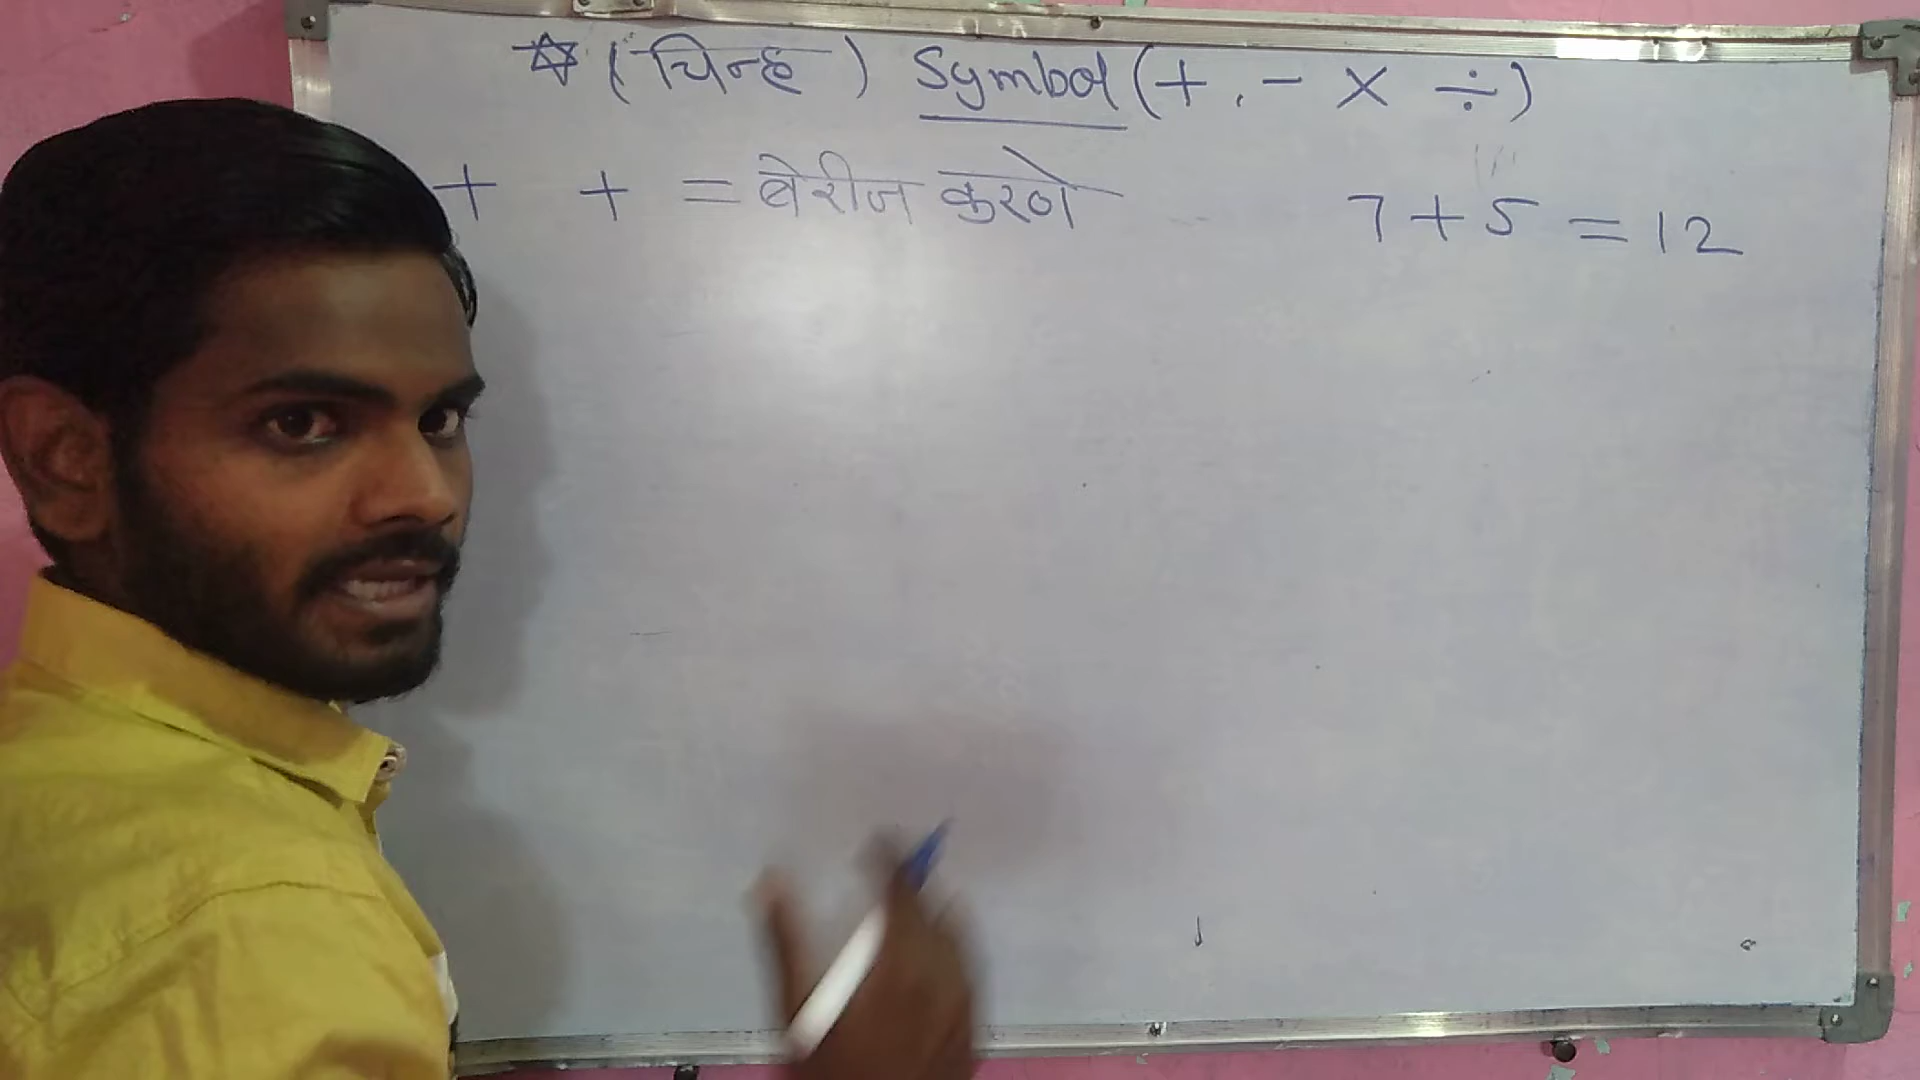 ☆ (चिन्ह) Symbol (+ , - × ÷)
+ + = बेरीज करणे 7 + 5 = 12